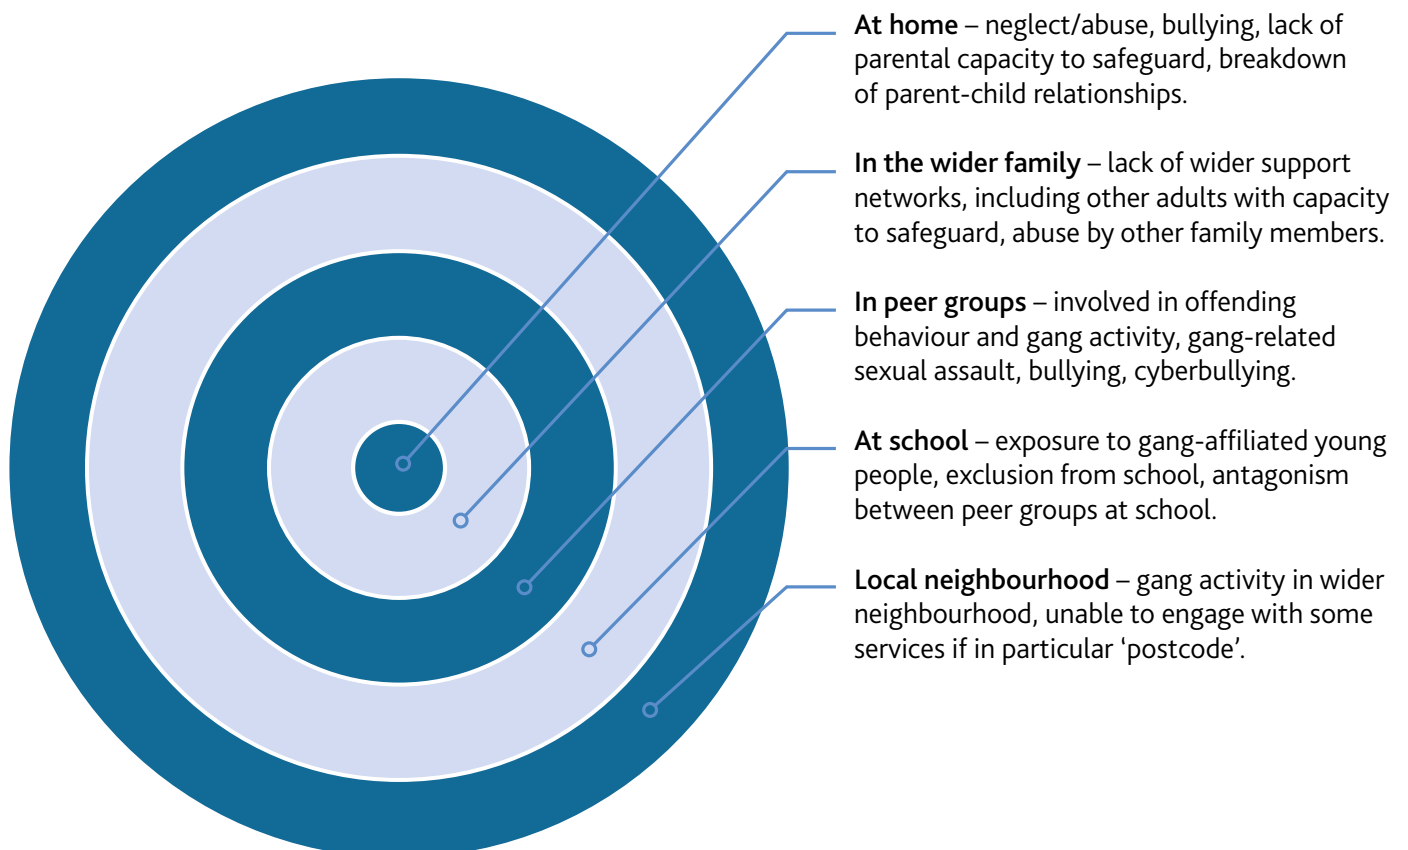 At home – neglect/abuse, bullying, lack of
parental capacity to safeguard, breakdown
of parent-child relationships.
In the wider family – lack of wider support
networks, including other adults with capacity
to safeguard, abuse by other family members.
In peer groups – involved in offending
behaviour and gang activity, gang-related
sexual assault, bullying, cyberbullying.
At school – exposure to gang-affiliated young
people, exclusion from school, antagonism
between peer groups at school.
Local neighbourhood – gang activity in wider
neighbourhood, unable to engage with some
services if in particular ‘postcode’.